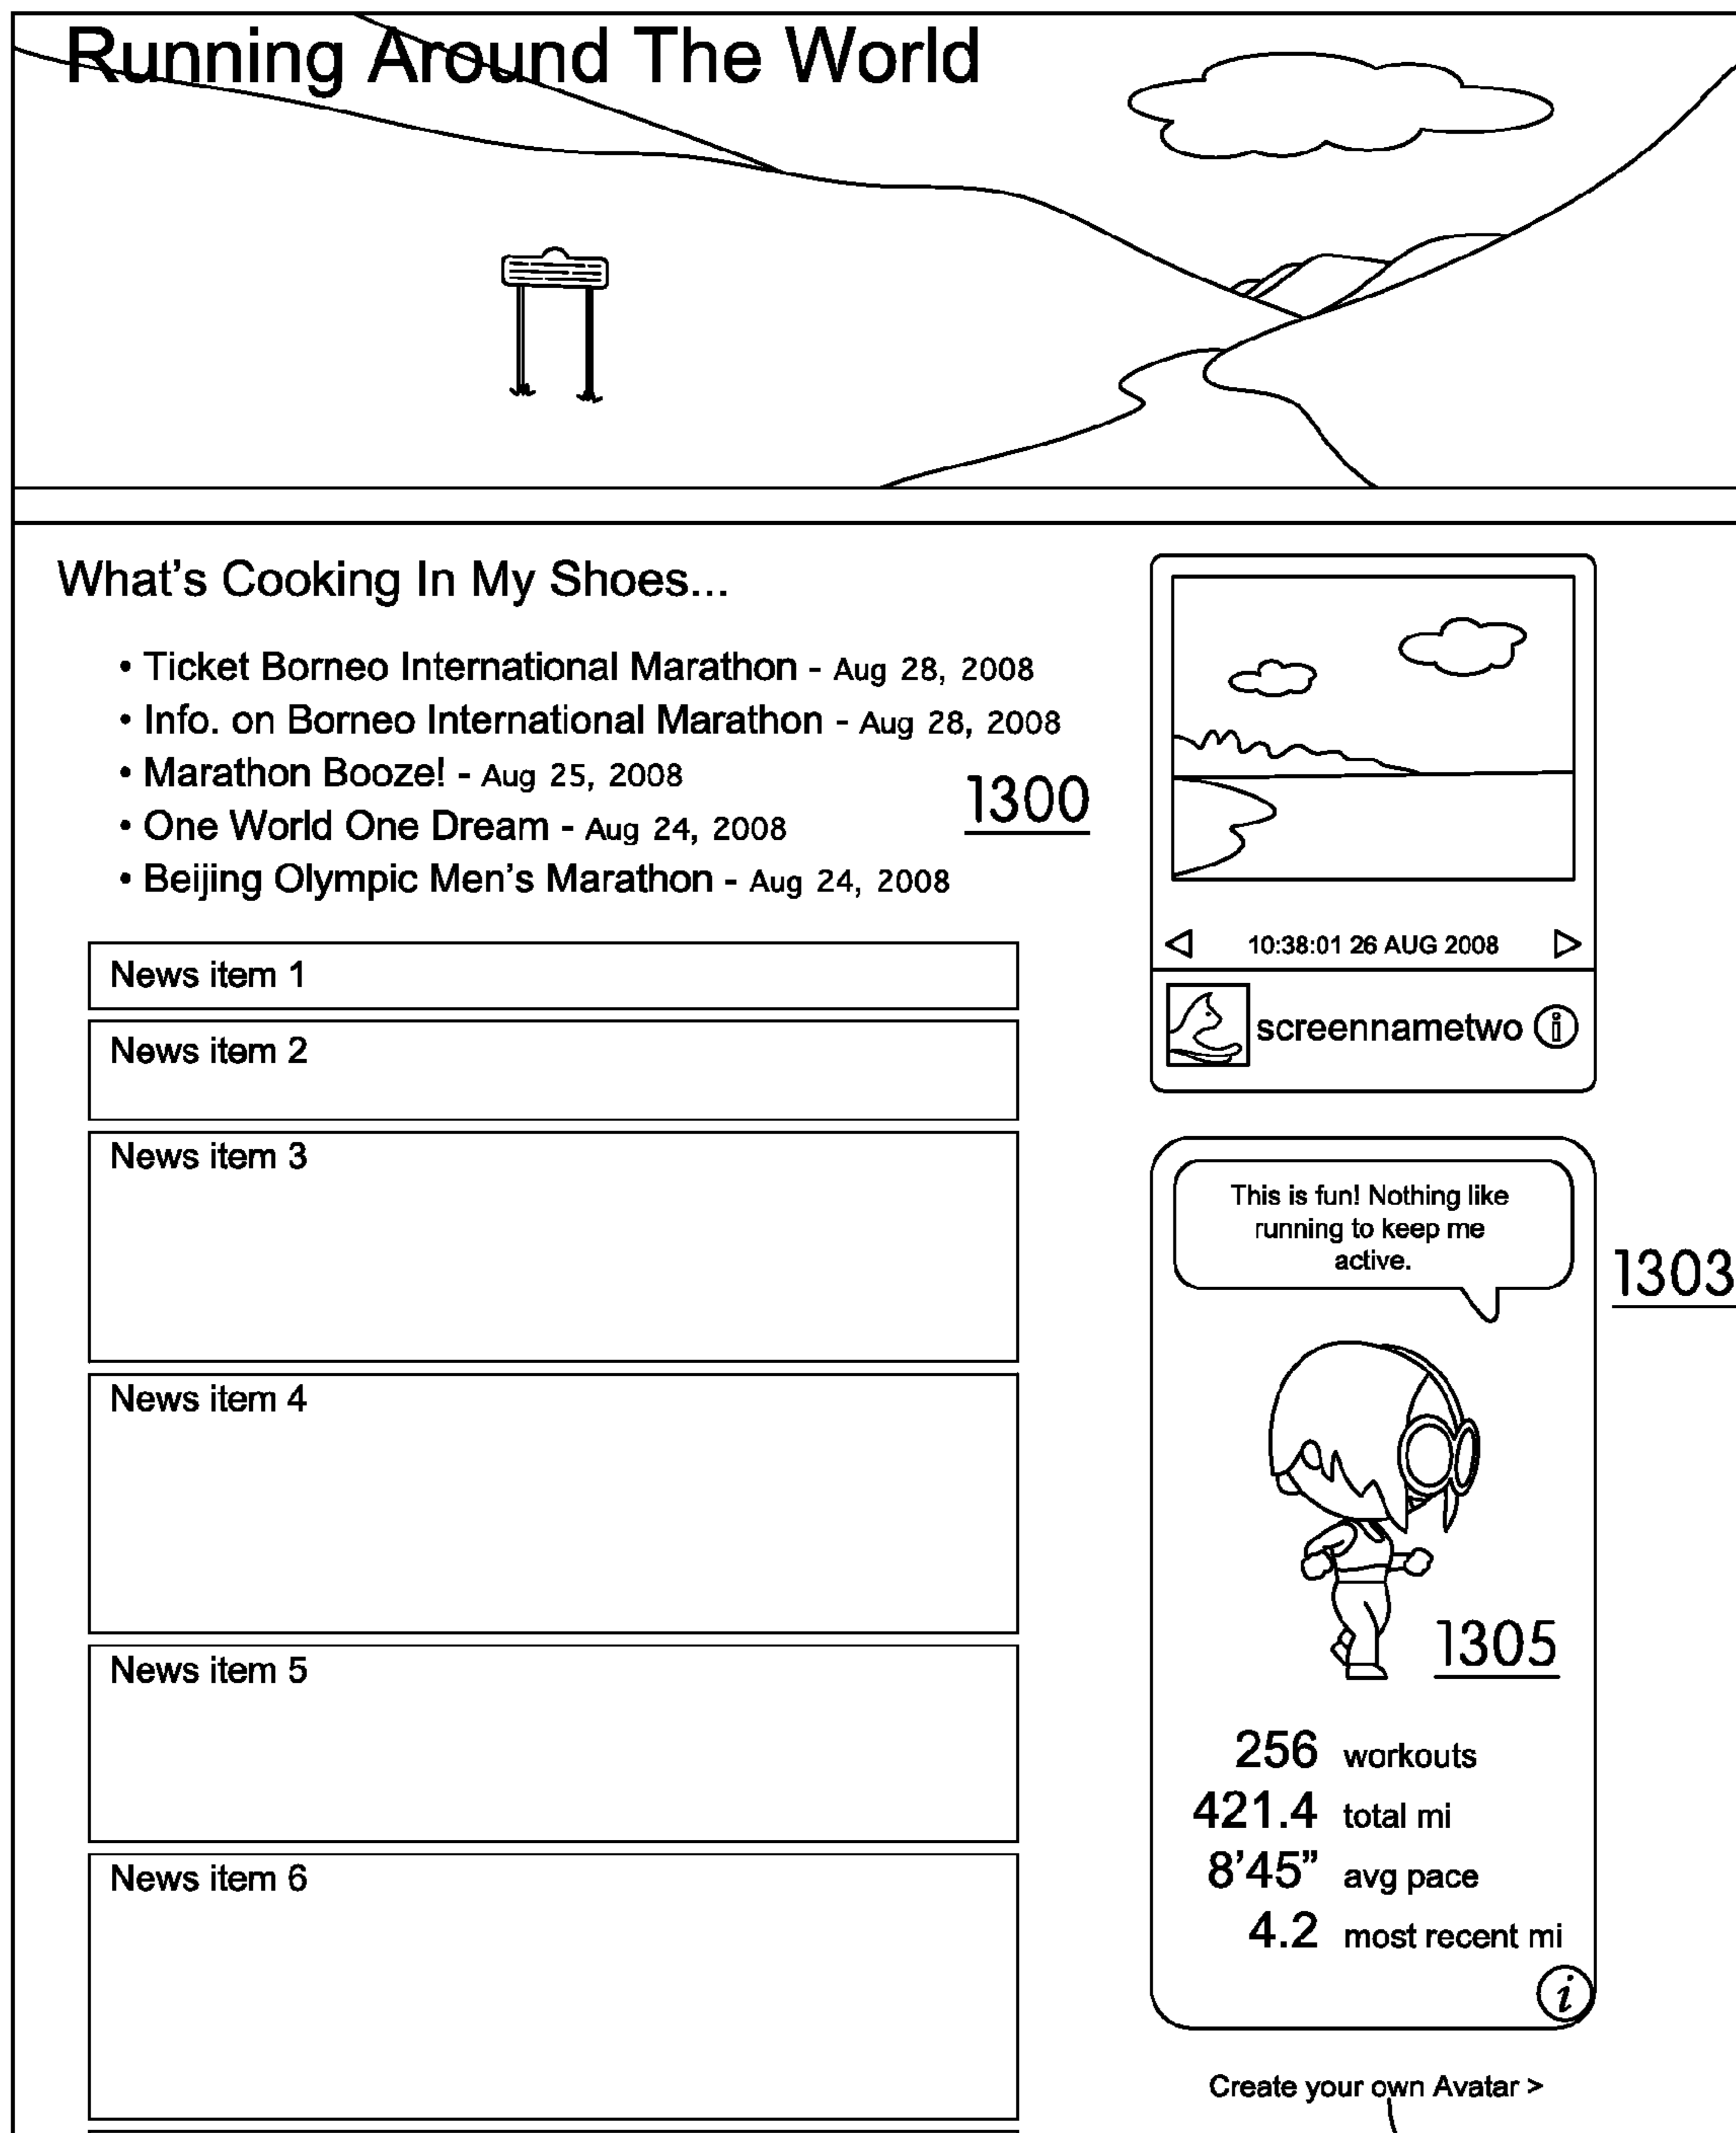 Running Around The World
What's Cooking In My Shoes...
• Ticket Borneo International Marathon - Aug 28, 2008
• Info. on Borneo International Marathon - Aug 28, 2008
• Marathon Booze! - Aug 25, 2008
• One World One Dream - Aug 24, 2008
• Beijing Olympic Men's Marathon - Aug 24, 2008
1300
News item 1
News item 2
News item 3
News item 4
News item 5
News item 6
10:38:01 26 AUG 2008
screennametwo i
This is fun! Nothing like
running to keep me
active.
1303
1305
256 workouts
421.4 total mi
8'45” avg pace
4.2 most recent mi
i
Create your own Avatar >